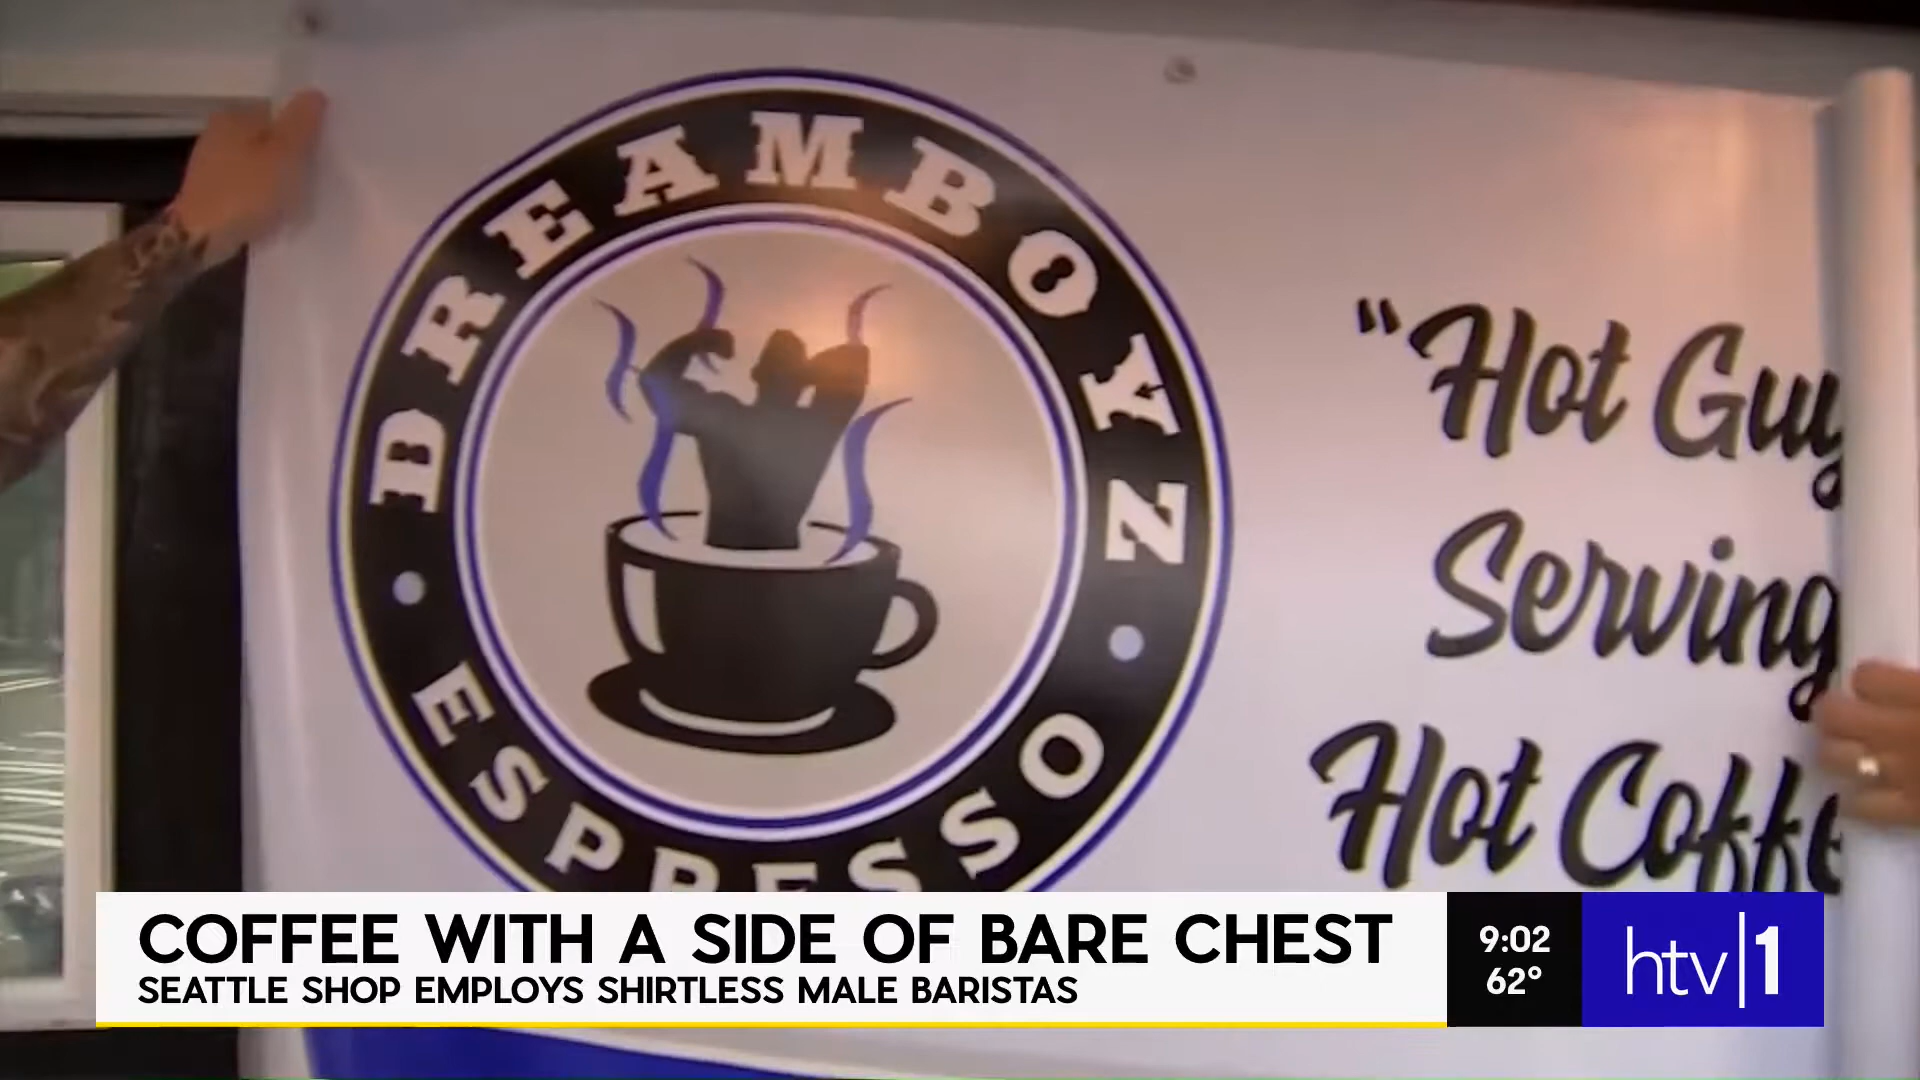 DREAMBOYZ
ESPRESSO
"Hot Guy
Serving
Hot Coffe
COFFEE WITH A SIDE OF BARE CHEST
SEATTLE SHOP EMPLOYS SHIRTLESS MALE BARISTAS
9:02
62°
htv|1